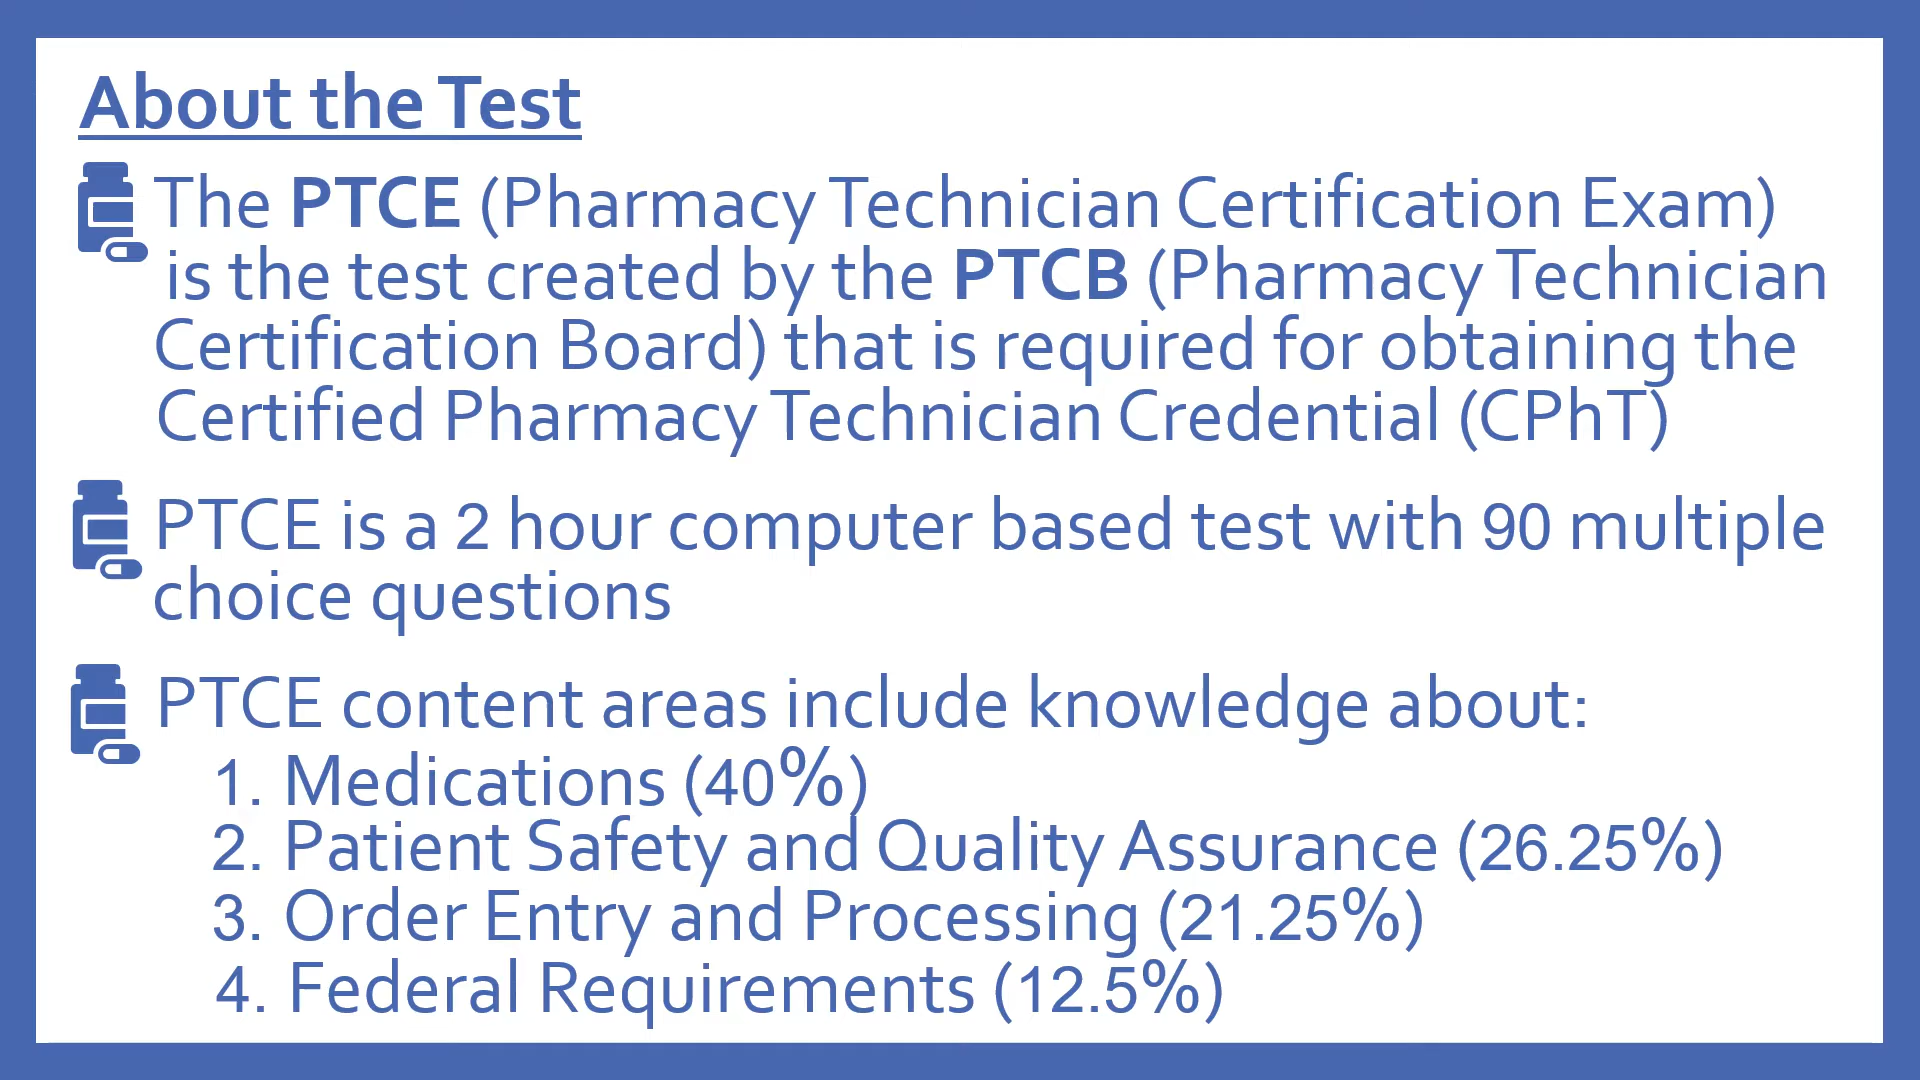 About the Test
The PTCE (Pharmacy Technician Certification Exam)
is the test created by the PTCB (Pharmacy Technician
Certification Board) that is required for obtaining the
Certified Pharmacy Technician Credential (CPhT)
PTCE is a 2 hour computer based test with 90 multiple
choice questions
PTCE content areas include knowledge about:
1. Medications (40%)
2. Patient Safety and Quality Assurance (26.25%)
3. Order Entry and Processing (21.25%)
4. Federal Requirements (12.5%)